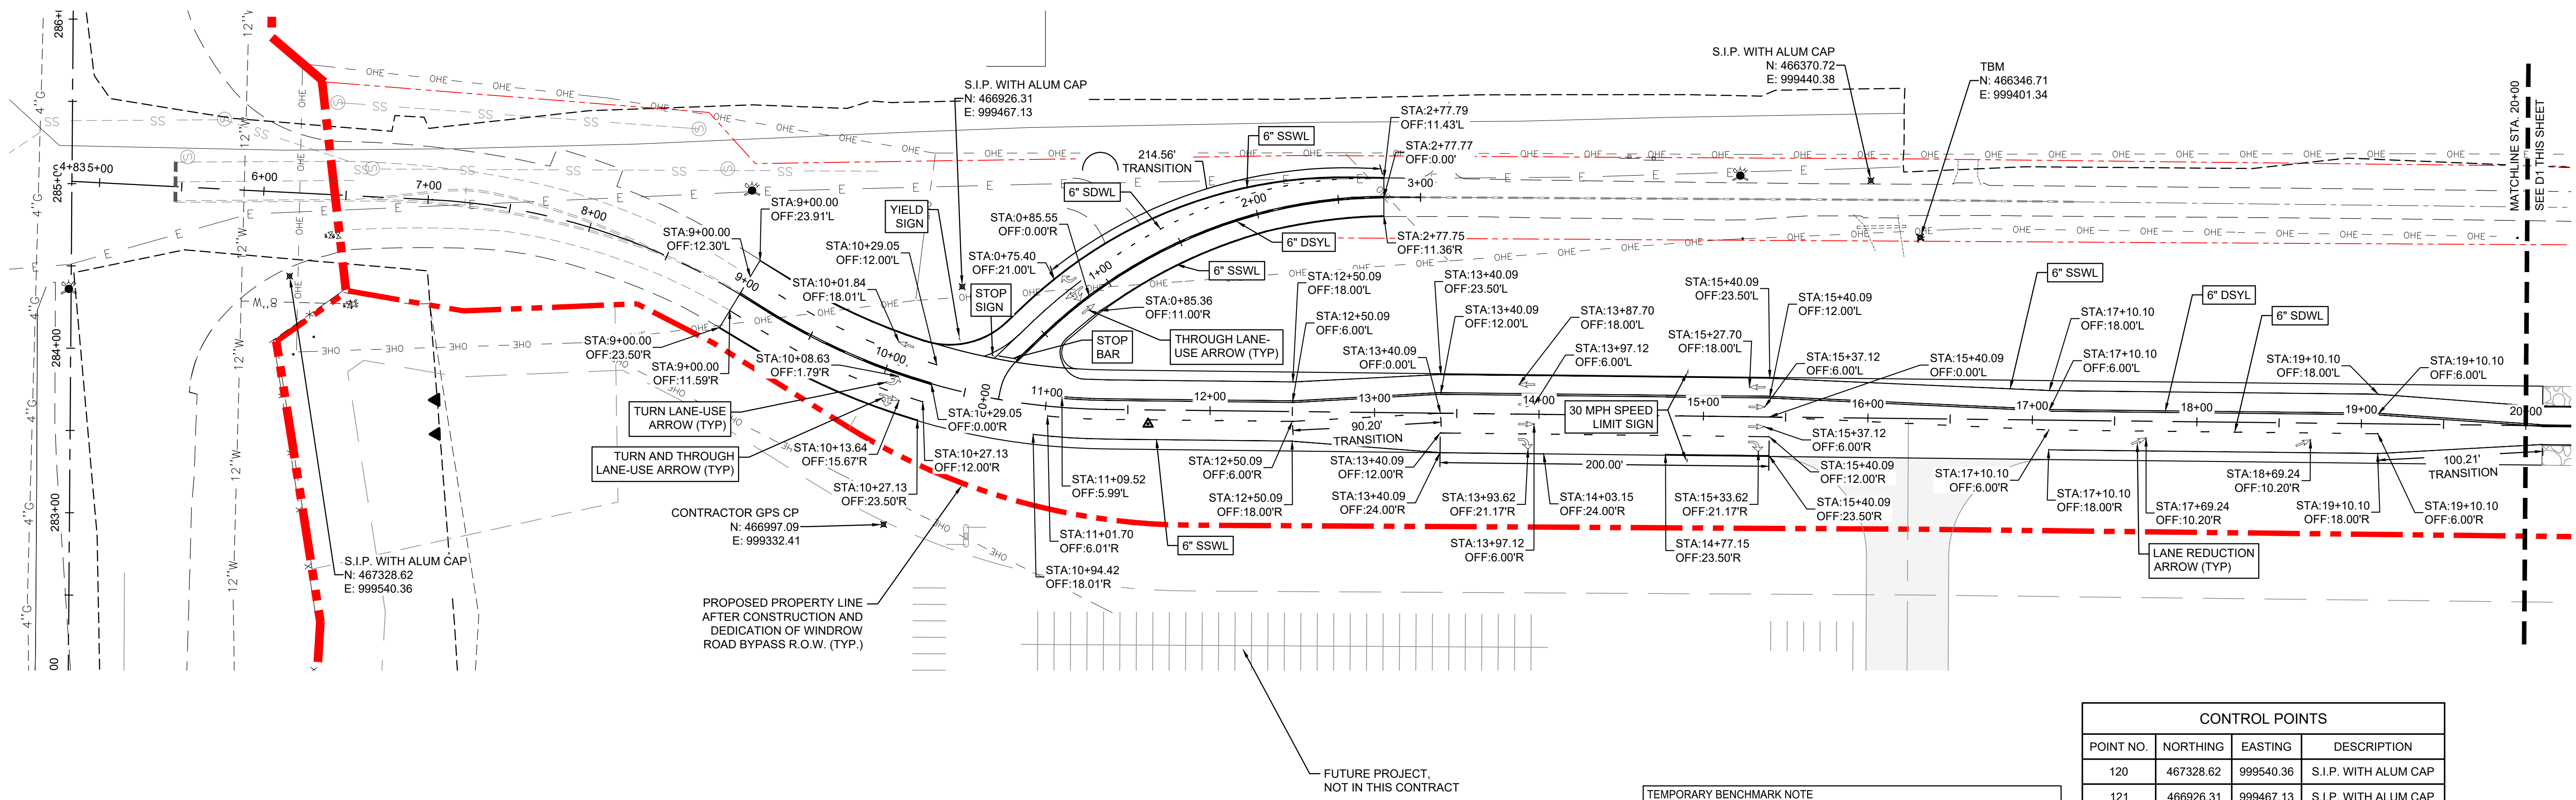 286+
4''G
12''W
OHE
SS
S.I.P. WITH ALUM CAP
N: 466926.31
E: 999467.13
S.I.P. WITH ALUM CAP
N: 466370.72
E: 999440.38
TBM
N: 466346.71
E: 999401.34
MATCHLINE STA. 20+00
SEE D1 THIS SHEET
STA:2+77.79
OFF:11.43'L
STA:2+77.77
OFF:0.00'
6" SSWL
214.56'
TRANSITION
6" SDWL
4+83
5+00
6+00
7+00
8+00
9+00
10+00
E
STA:9+00.00
OFF:23.91'L
STA:9+00.00
OFF:12.30'L
YIELD
SIGN
STA:0+85.55
OFF:0.00'R
STA:10+29.05
OFF:12.00'L
STA:0+75.40
OFF:21.00'L
STA:10+01.84
OFF:18.01'L
STOP
SIGN
1+00
2+00
3+00
6" DSYL
STA:2+77.75
OFF:11.36'R
6" SSWL
STA:0+85.36
OFF:11.00'R
STOP
BAR
THROUGH LANE-
USE ARROW (TYP)
STA:9+00.00
OFF:23.50'R
STA:9+00.00
OFF:11.59'R
STA:10+08.63
OFF:1.79'R
TURN LANE-USE
ARROW (TYP)
TURN AND THROUGH
LANE-USE ARROW (TYP)
STA:10+13.64
OFF:15.67'R
STA:10+27.13
OFF:23.50'R
STA:10+29.05
OFF:0.00'R
STA:10+27.13
OFF:12.00'R
STA:12+50.09
OFF:18.00'L
STA:12+50.09
OFF:6.00'L
STA:13+40.09
OFF:23.50'L
STA:13+40.09
OFF:12.00'L
STA:13+40.09
OFF:0.00'L
STA:13+87.70
OFF:18.00'L
STA:13+97.12
OFF:6.00'L
STA:15+40.09
OFF:23.50'L
STA:15+27.70
OFF:18.00'L
STA:15+40.09
OFF:12.00'L
STA:15+37.12
OFF:6.00'L
STA:15+40.09
OFF:0.00'L
6" SSWL
STA:17+10.10
OFF:18.00'L
STA:17+10.10
OFF:6.00'L
6" DSYL
6" SDWL
STA:19+10.10
OFF:18.00'L
STA:19+10.10
OFF:6.00'L
0+00
11+00
12+00
13+00
14+00
15+00
16+00
17+00
18+00
19+00
20+00
30 MPH SPEED
LIMIT SIGN
90.20'
TRANSITION
200.00'
100.21'
TRANSITION
STA:11+09.52
OFF:5.99'L
STA:11+01.70
OFF:6.01'R
STA:10+94.42
OFF:18.01'R
6" SSWL
STA:12+50.09
OFF:6.00'R
STA:12+50.09
OFF:18.00'R
STA:13+40.09
OFF:12.00'R
STA:13+40.09
OFF:24.00'R
STA:13+93.62
OFF:21.17'R
STA:13+97.12
OFF:6.00'R
STA:14+03.15
OFF:24.00'R
STA:14+77.15
OFF:23.50'R
STA:15+33.62
OFF:21.17'R
STA:15+37.12
OFF:6.00'R
STA:15+40.09
OFF:12.00'R
STA:15+40.09
OFF:23.50'R
STA:17+10.10
OFF:6.00'R
STA:17+10.10
OFF:18.00'R
STA:17+69.24
OFF:10.20'R
STA:18+69.24
OFF:10.20'R
STA:19+10.10
OFF:18.00'R
STA:19+10.10
OFF:6.00'R
LANE REDUCTION
ARROW (TYP)
284+00
283+00
8''W
CONTRACTOR GPS CP
N: 466997.09
E: 999332.41
S.I.P. WITH ALUM CAP
N: 467328.62
E: 999540.36
PROPOSED PROPERTY LINE
AFTER CONSTRUCTION AND
DEDICATION OF WINDROW
ROAD BYPASS R.O.W. (TYP.)
FUTURE PROJECT,
NOT IN THIS CONTRACT
TEMPORARY BENCHMARK NOTE
CONTROL POINTS
POINT NO. NORTHING EASTING DESCRIPTION
120 467328.62 999540.36 S.I.P. WITH ALUM CAP
121 466926.31 999467.13 S.I.P. WITH ALUM CAP